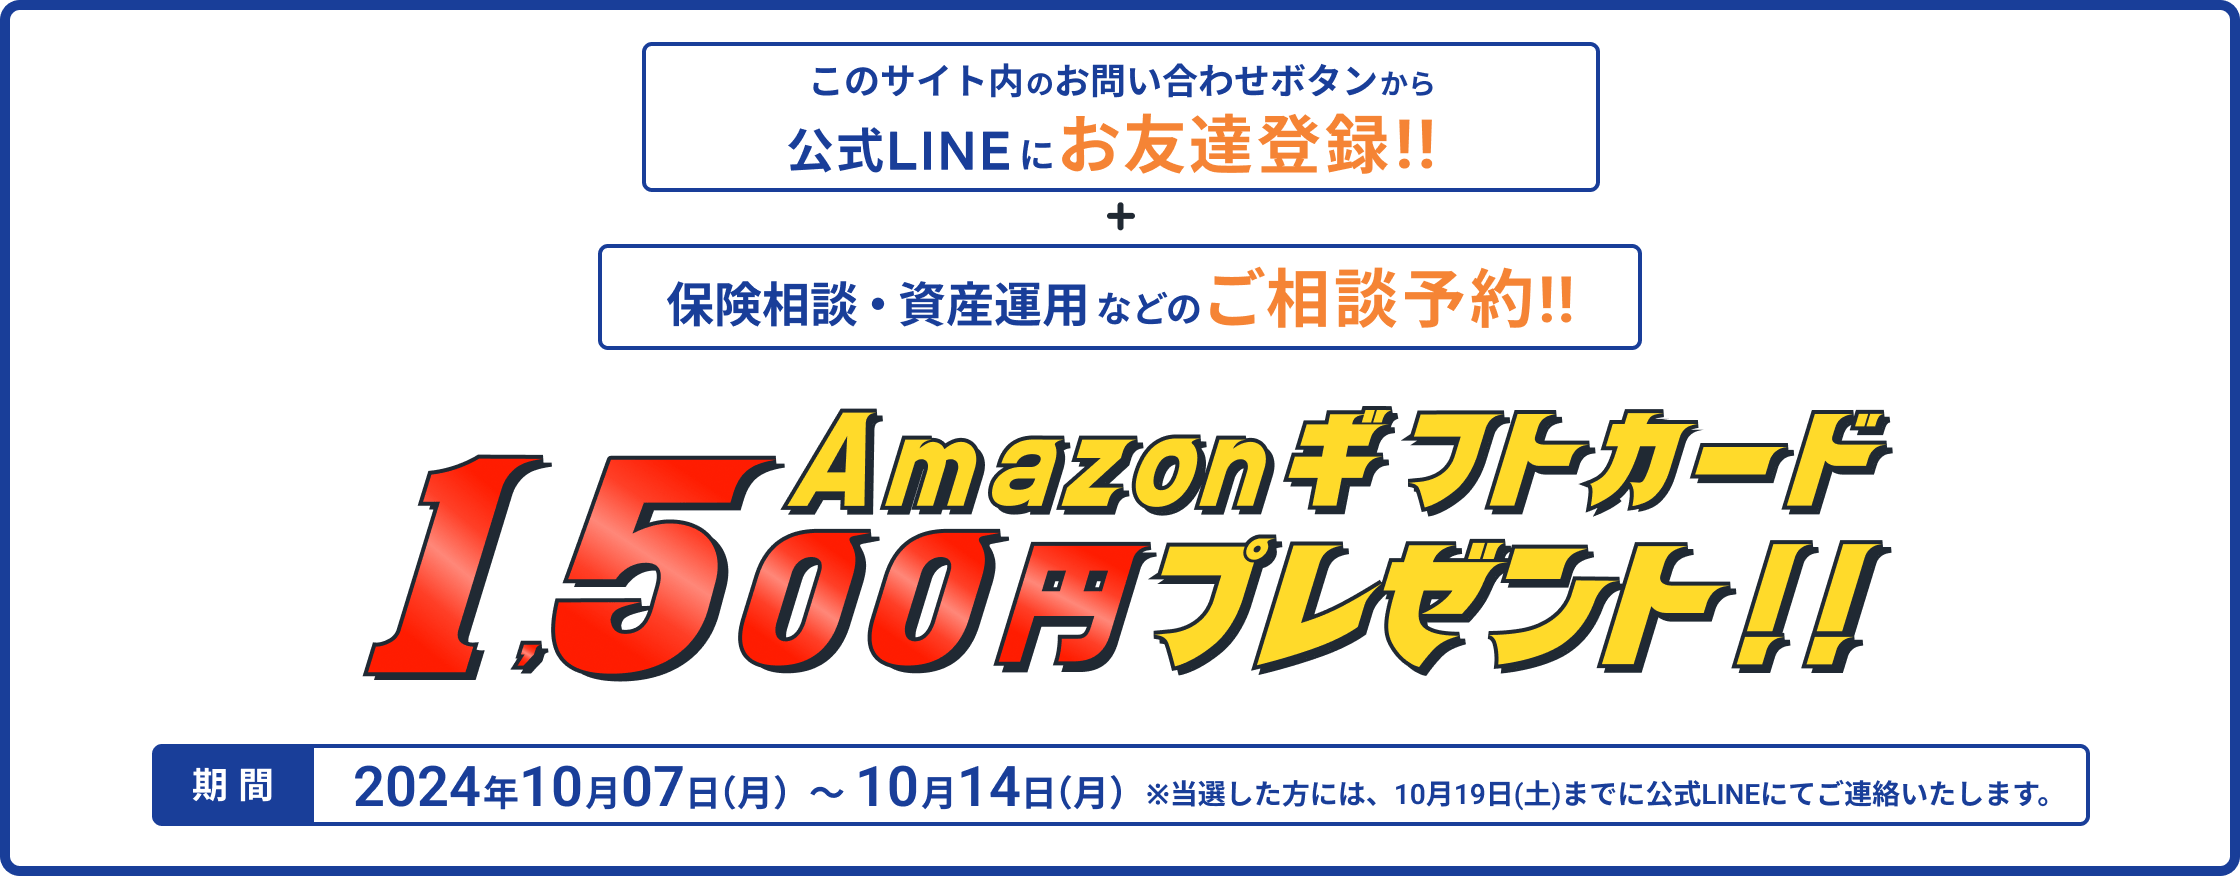 このサイト内のお問い合わせボタンから
公式LINEにお友達登録!!
+
保険相談・資産運用などのご相談予約!!
Amazonギフトカード
1,500円プレゼント!!
期間 2024年10月07日(月) ～ 10月14日(月) ※当選した方には、10月19日(土)までに公式LINEにてご連絡いたします。